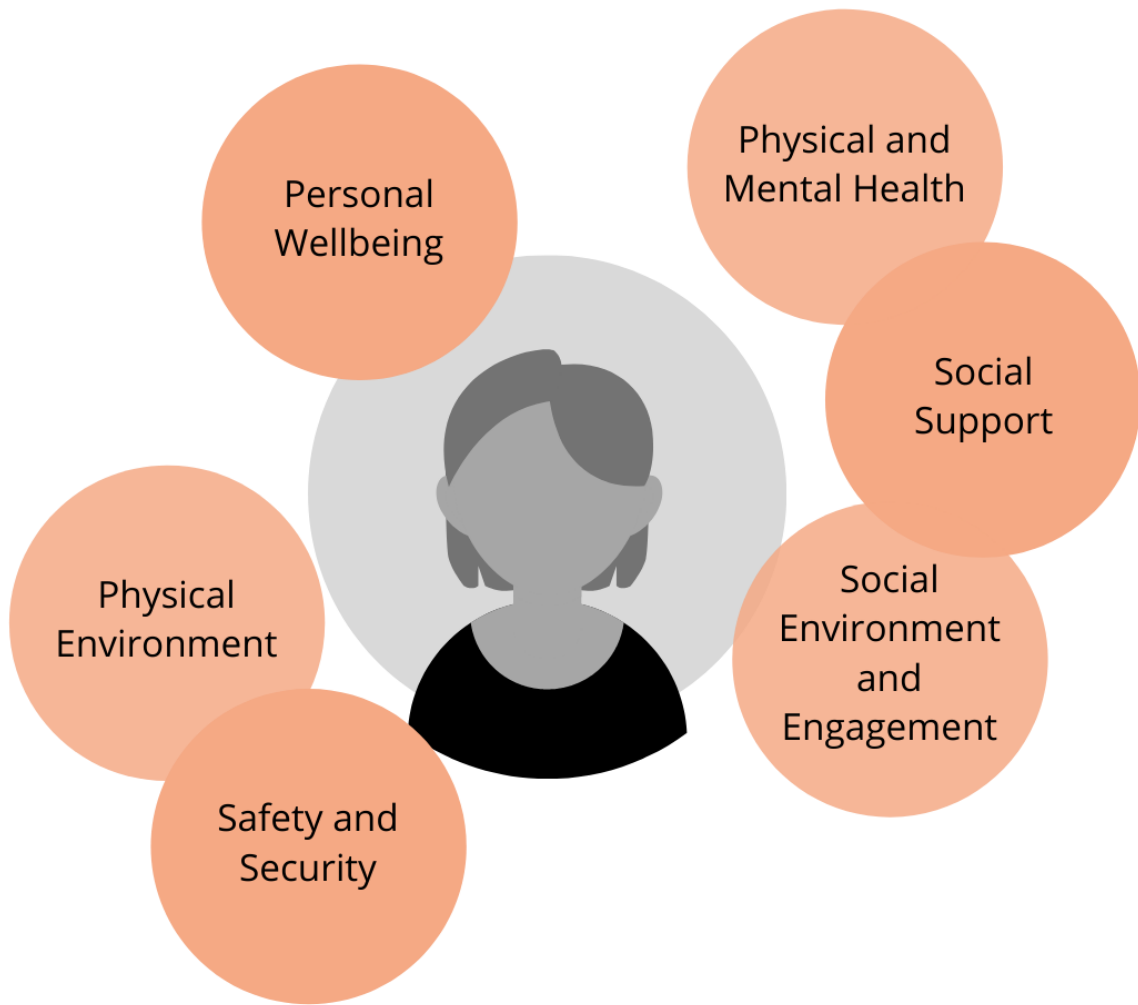 Personal
Wellbeing
Physical and
Mental Health
Social
Support
Social
Environment
and
Engagement
Physical
Environment
Safety and
Security